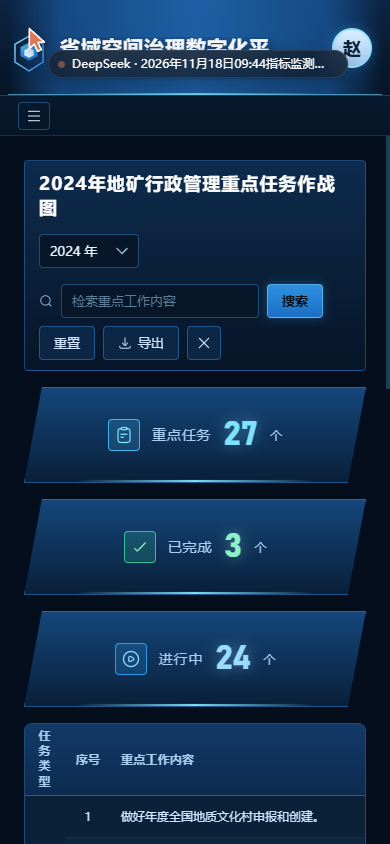 省域空间治理数字化平
赵
DeepSeek · 2026年11月18日09:44指标监测...
2024年地矿行政管理重点任务作战
图
2024 年
检索重点工作内容
搜索
重置
导出
重点任务 27 个
已完成 3 个
进行中 24 个
任务类型
序号
重点工作内容
1
做好年度全国地质文化村申报和创建。